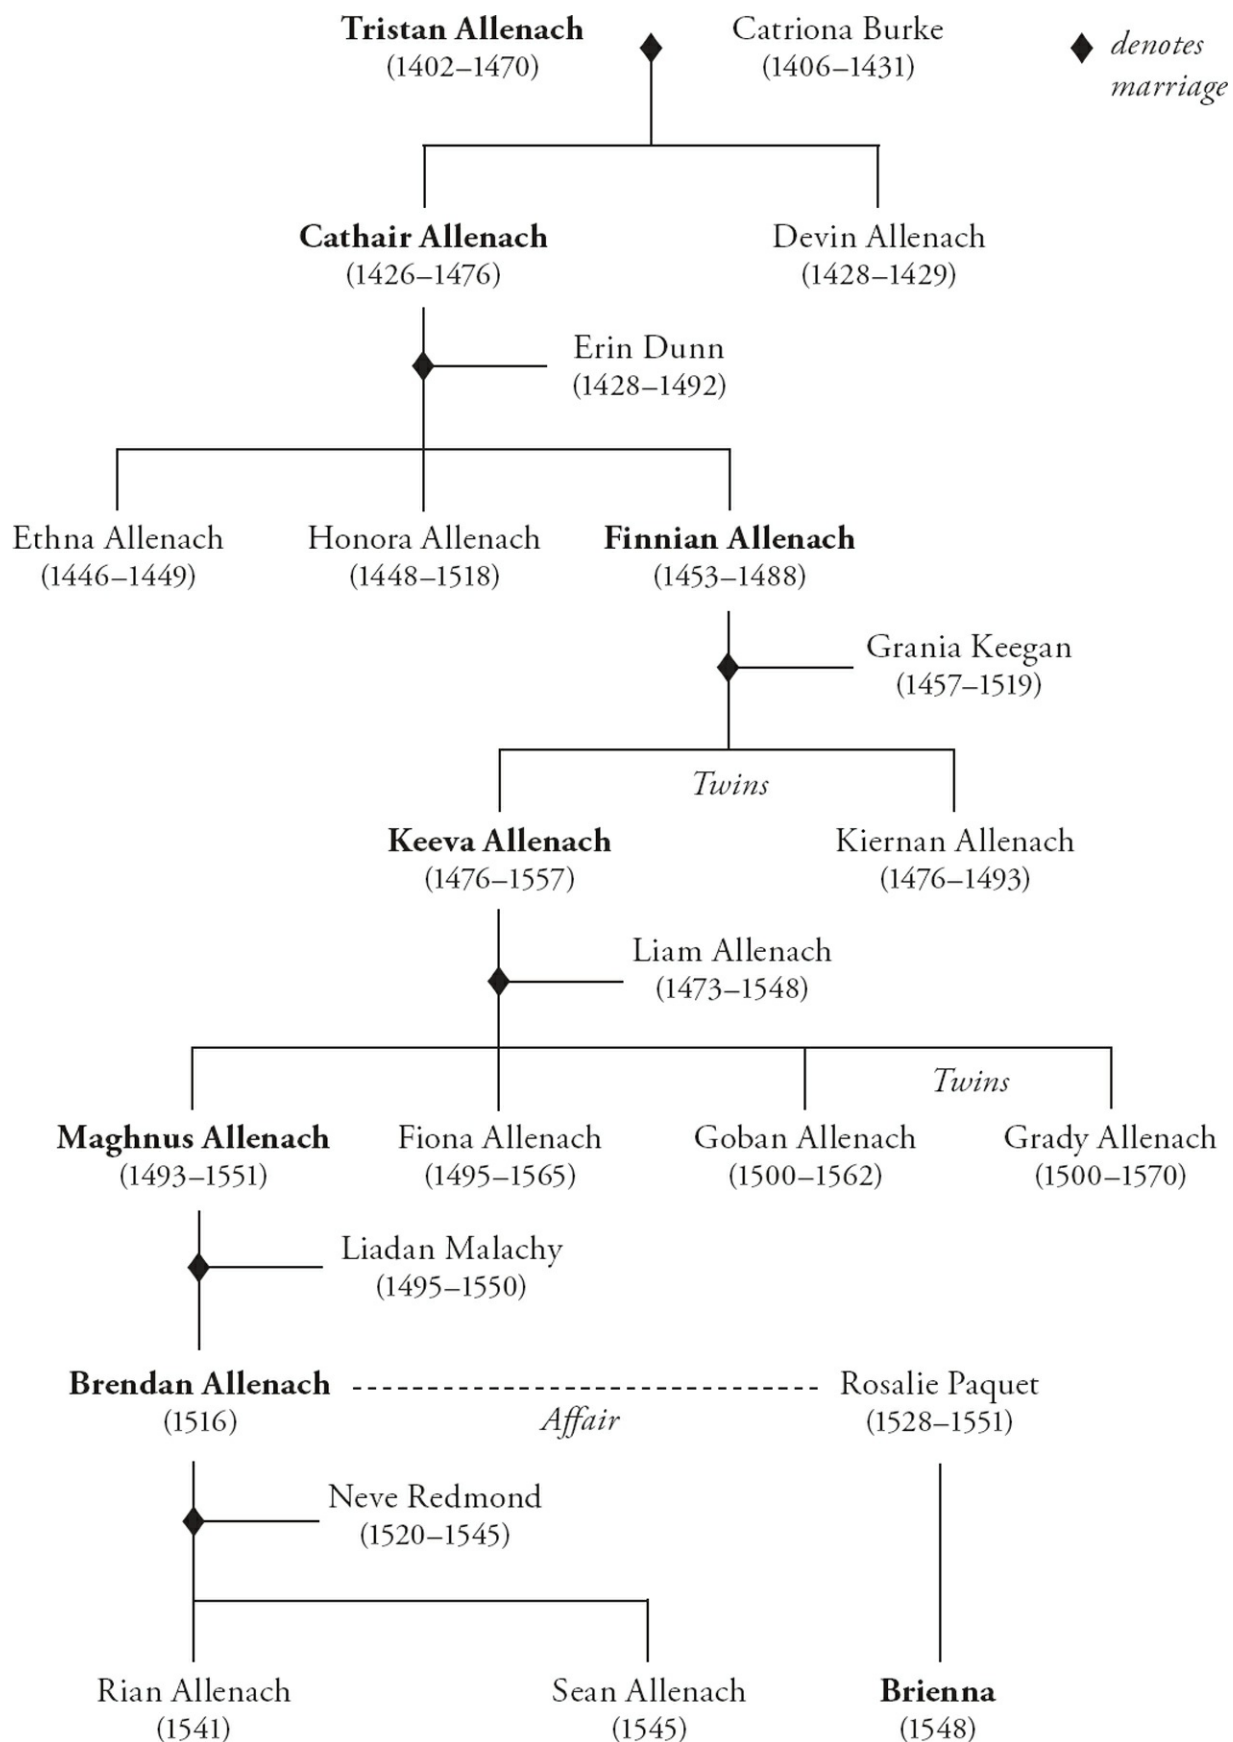 Tristan Allenach
(1402–1470)
Catriona Burke
(1406–1431)
denotes
marriage
Cathair Allenach
(1426–1476)
Devin Allenach
(1428–1429)
Erin Dunn
(1428–1492)
Ethna Allenach
(1446–1449)
Honora Allenach
(1448–1518)
Finnian Allenach
(1453–1488)
Grania Keegan
(1457–1519)
Twins
Keeva Allenach
(1476–1557)
Kiernan Allenach
(1476–1493)
Liam Allenach
(1473–1548)
Twins
Maghnus Allenach
(1493–1551)
Fiona Allenach
(1495–1565)
Goban Allenach
(1500–1562)
Grady Allenach
(1500–1570)
Liadan Malachy
(1495–1550)
Brendan Allenach
(1516)
Affair
Rosalie Paquet
(1528–1551)
Neve Redmond
(1520–1545)
Rian Allenach
(1541)
Sean Allenach
(1545)
Brienna
(1548)